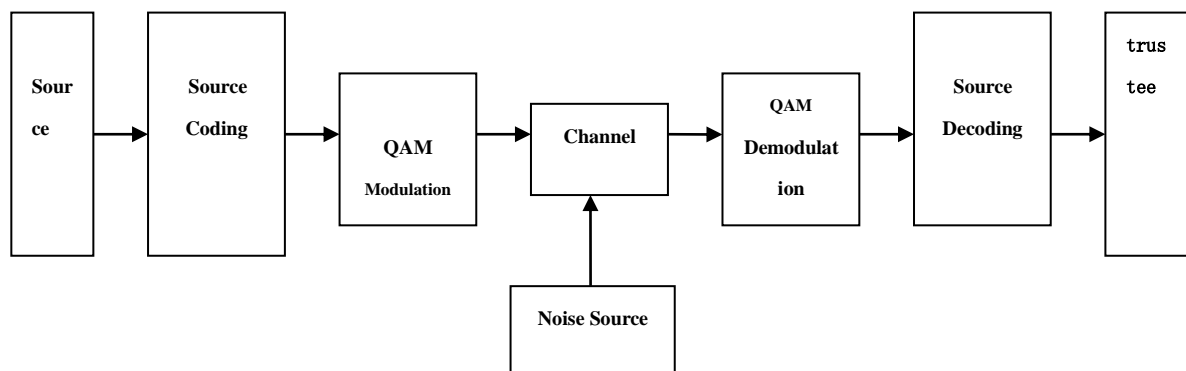 Sour
ce
Source
Coding
QAM
Modulation
Channel
QAM
Demodulat
ion
Source
Decoding
trus
tee
Noise Source